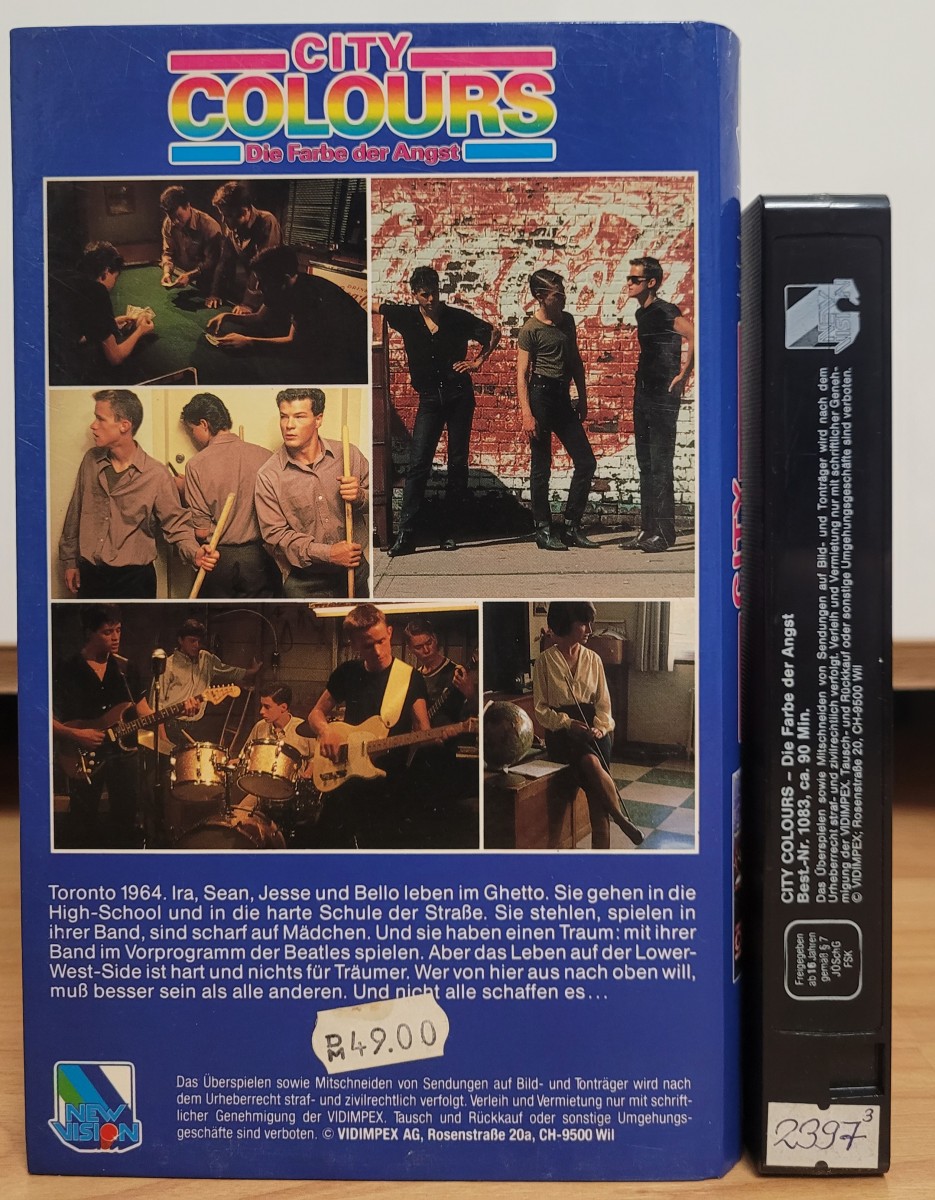 CITY
COLOURS
Die Farbe der Angst
Toronto 1964. Ira, Sean, Jesse und Bello leben im Ghetto. Sie gehen in die
High-School und in die harte Schule der Straße. Sie stehlen, spielen in
ihrer Band, sind scharf auf Mädchen. Und sie haben einen Traum: mit ihrer
Band im Vorprogramm der Beatles spielen. Aber das Leben auf der Lower-
West-Side ist hart und nichts für Träumer. Wer von hier aus nach oben will,
muß besser sein als alle anderen. Und nicht alle schaffen es...
DM 49.00
NEW
VISION
Das Überspielen sowie Mitschneiden von Sendungen auf Bild- und Tonträger wird nach
dem Urheberrecht straf- und zivilrechtlich verfolgt. Verleih und Vermietung nur mit schrift-
licher Genehmigung der VIDIMPEX. Tausch und Rückkauf oder sonstige Umgehungs-
geschäfte sind verboten. © VIDIMPEX AG, Rosenstraße 20a, CH-9500 Wil
CITY
NEW
VISION
CITY COLOURS – Die Farbe der Angst
Best.-Nr. 1083, ca. 90 Min.
Das Überspielen sowie Mitschneiden von Sendungen auf Bild- und Tonträger wird nach dem
Urheberrecht straf- und zivilrechtlich verfolgt, Verleih und Vermietung nur mit schriftlicher Geneh-
migung der VIDIMPEX. Tausch- und Rückkauf oder sonstige Umgehungsgeschäfte sind verboten.
© VIDIMPEX; Rosenstraße 20, CH-9500 Wil
Freigegeben
ab 16 Jahren
gemäß § 7
JÖSchG
FSK
2397 3